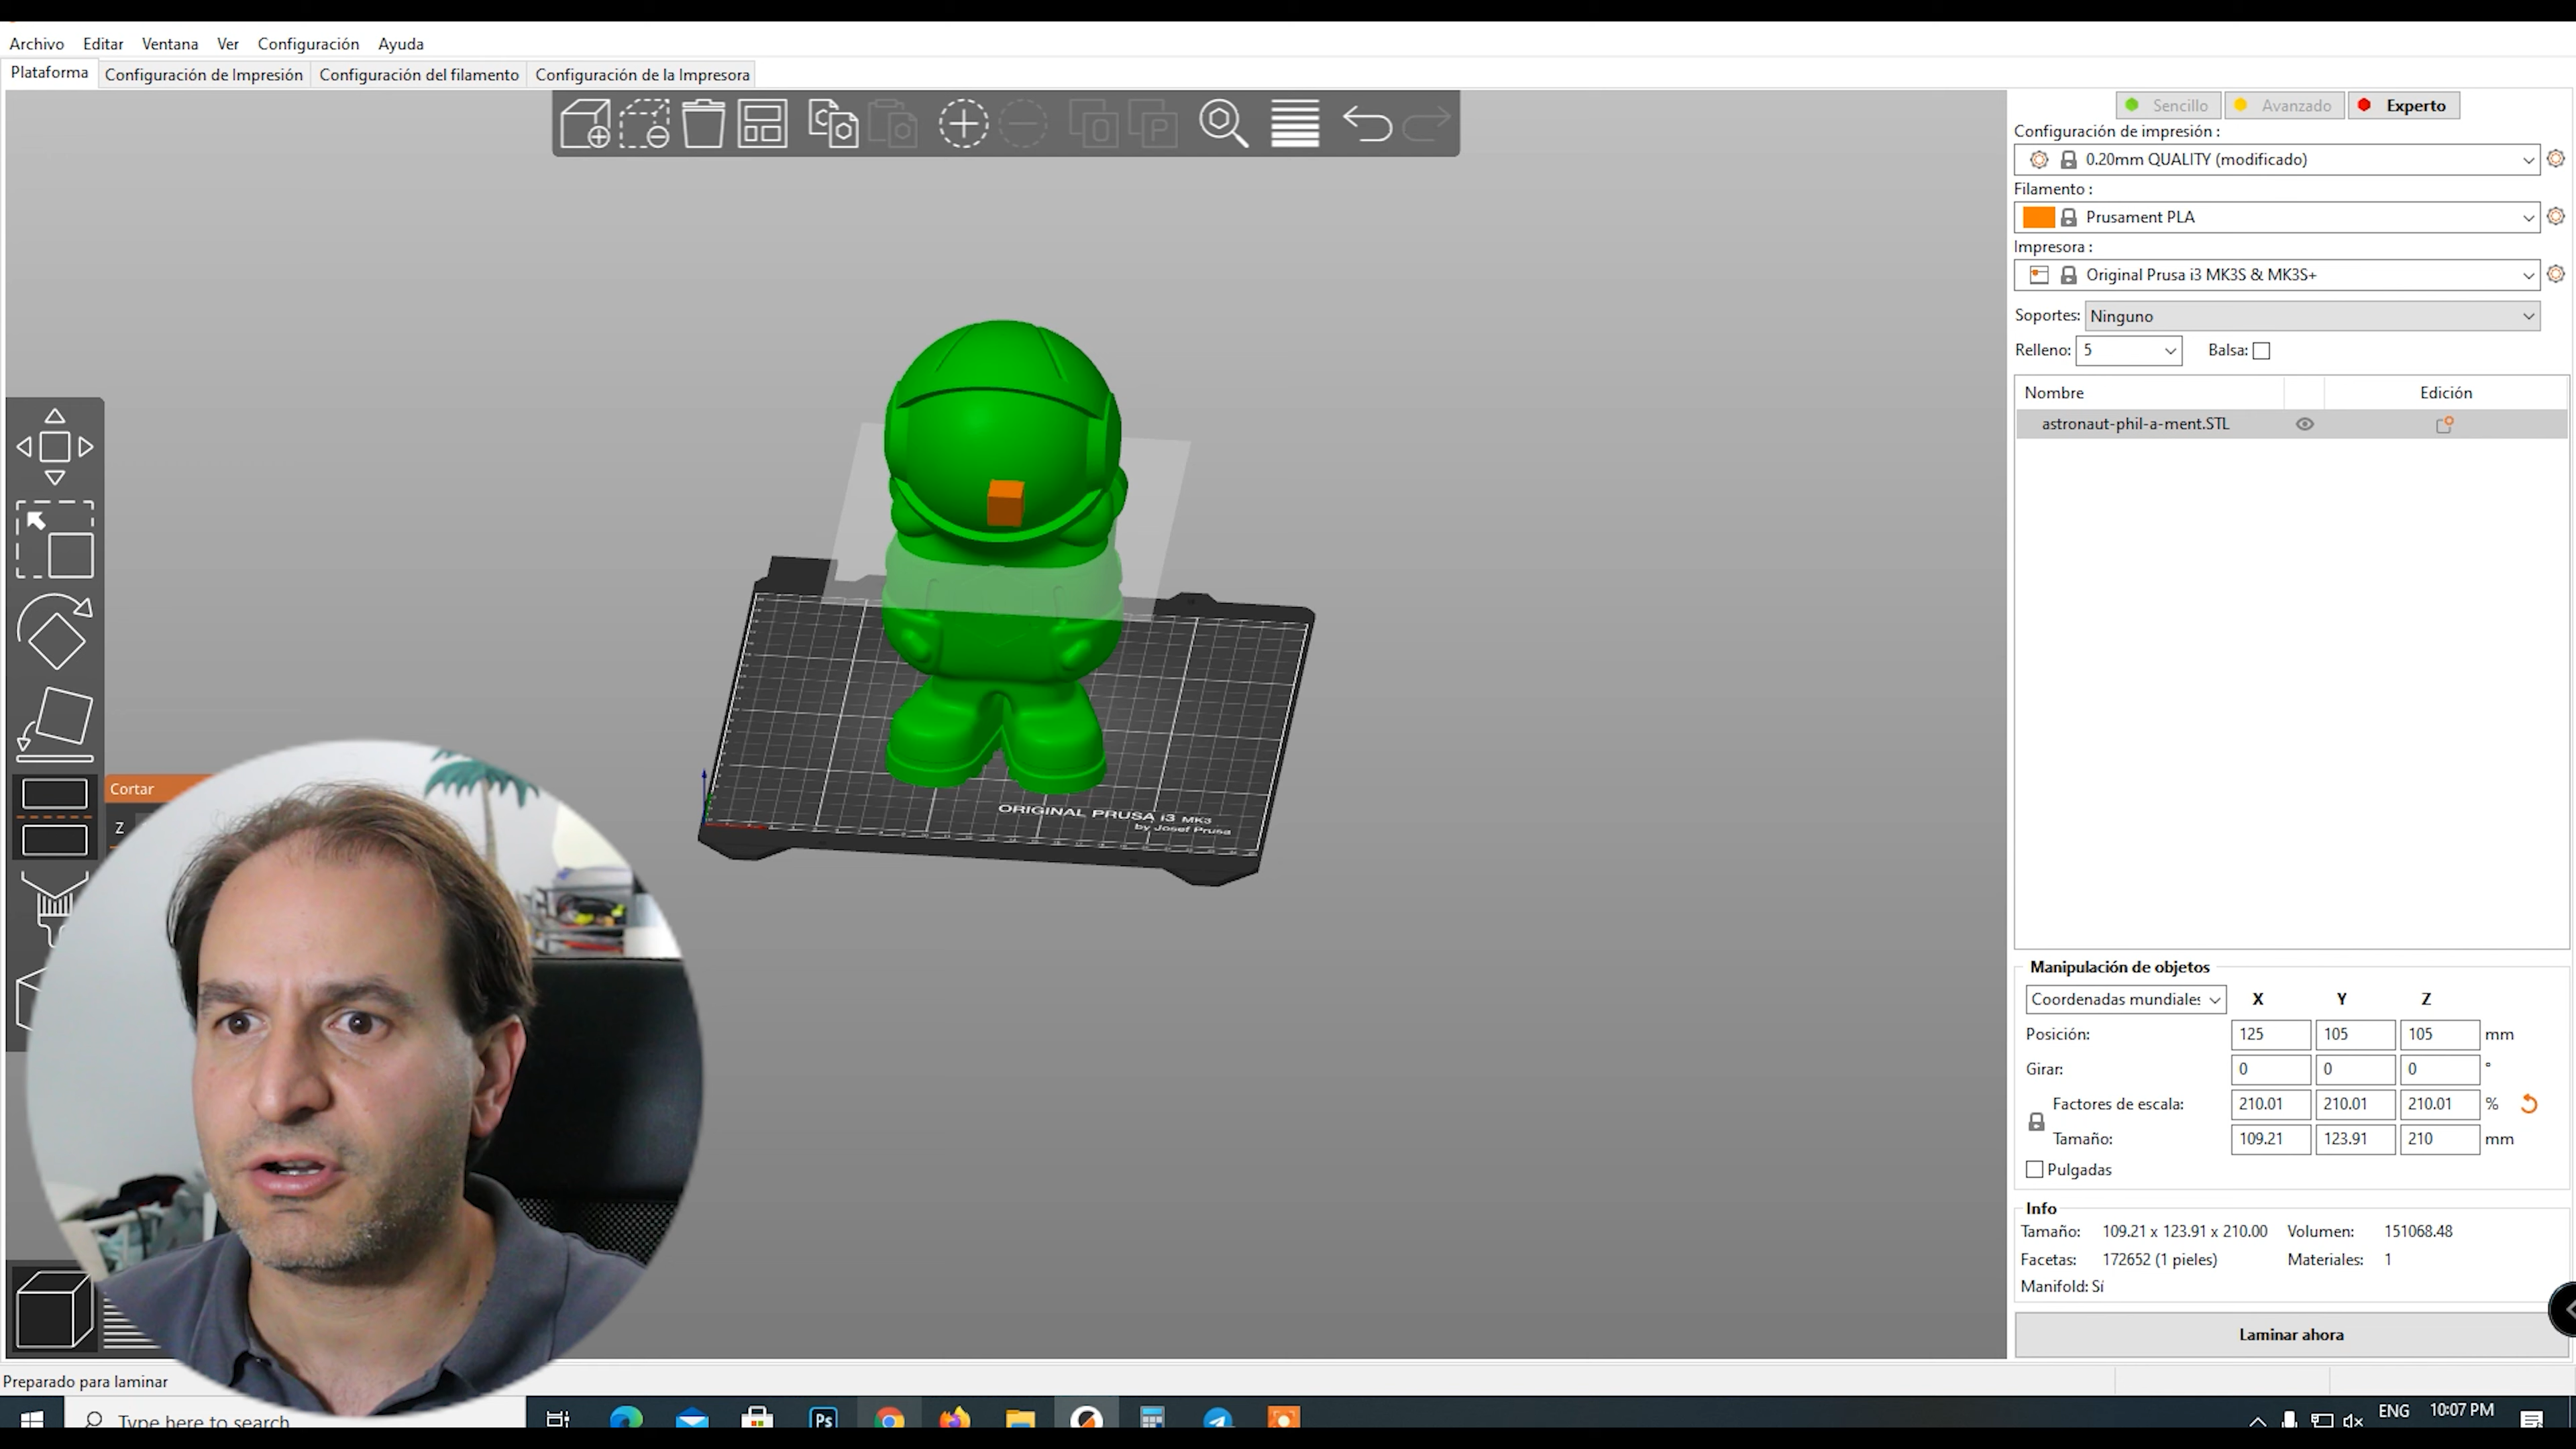 Archivo Editar Ventana Ver Configuración Ayuda
Plataforma Configuración de Impresión Configuración del filamento Configuración de la Impresora
Sencillo Avanzado Experto
Configuración de impresión :
0.20mm QUALITY (modificado)
Filamento :
Prusament PLA
Impresora :
Original Prusa i3 MK3S & MK3S+
Soportes: Ninguno
Relleno: 5 Balsa:
Nombre Edición
astronaut-phil-a-ment.STL
Cortar
Z
ORIGINAL PRUSA i3 MK3
by Josef Prusa
Manipulación de objetos
Coordenadas mundiales X Y Z
Posición: 125 105 105 mm
Girar: 0 0 0 °
Factores de escala: 210.01 210.01 210.01 %
Tamaño: 109.21 123.91 210 mm
Pulgadas
Info
Tamaño: 109.21 x 123.91 x 210.00 Volumen: 151068.48
Facetas: 172652 (1 pieles) Materiales: 1
Manifold: Sí
Laminar ahora
Preparado para laminar
Type here to search
Ps
ENG 10:07 PM